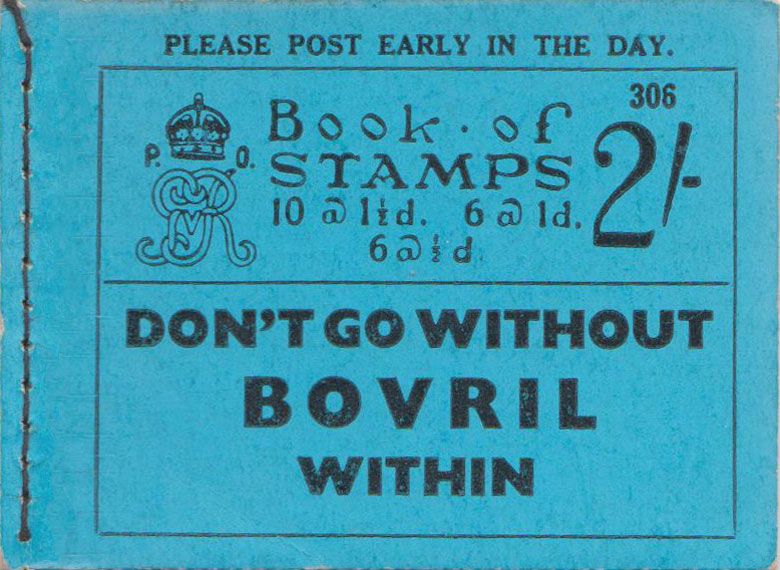 PLEASE POST EARLY IN THE DAY.
306
Book · of
P. O.
STAMPS
2/-
10 @ 1½d. 6 @ 1d.
6 @ ½d
DON'T GO WITHOUT
BOVRIL
WITHIN